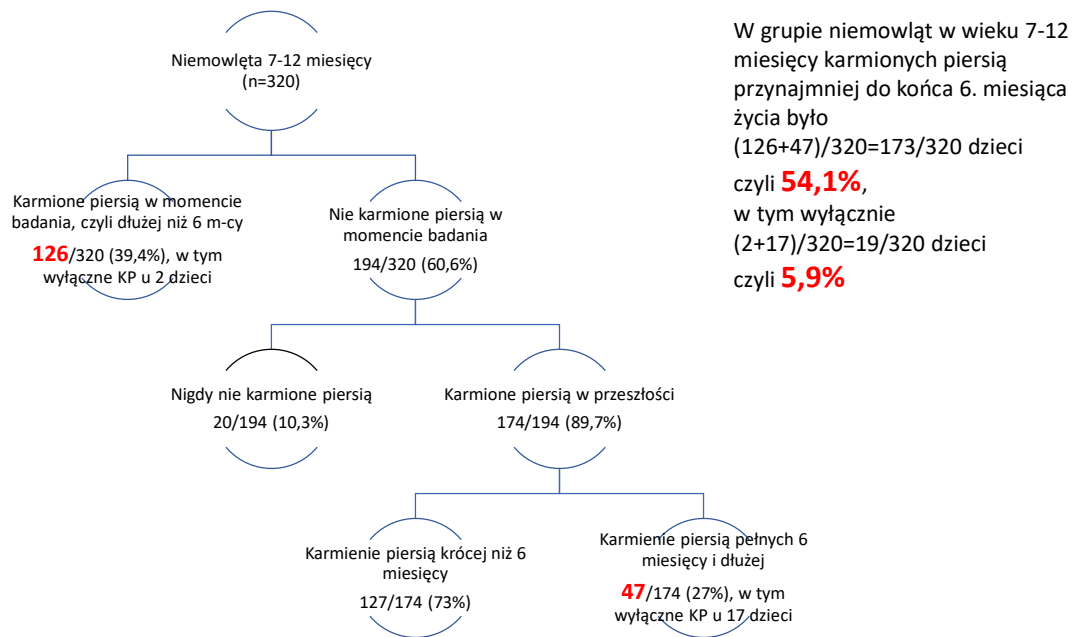 Niemowlęta 7-12 miesięcy
(n=320)
Karmione piersią w momencie
badania, czyli dłużej niż 6 m-cy
126/320 (39,4%), w tym
wyłączne KP u 2 dzieci
Nie karmione piersią w
momencie badania
194/320 (60,6%)
Nigdy nie karmione piersią
20/194 (10,3%)
Karmione piersią w przeszłości
174/194 (89,7%)
Karmienie piersią krócej niż 6
miesięcy
127/174 (73%)
Karmienie piersią pełnych 6
miesięcy i dłużej
47/174 (27%), w tym
wyłączne KP u 17 dzieci
W grupie niemowląt w wieku 7-12
miesięcy karmionych piersią
przynajmniej do końca 6. miesiąca
życia było
(126+47)/320=173/320 dzieci
czyli 54,1%,
w tym wyłącznie
(2+17)/320=19/320 dzieci
czyli 5,9%